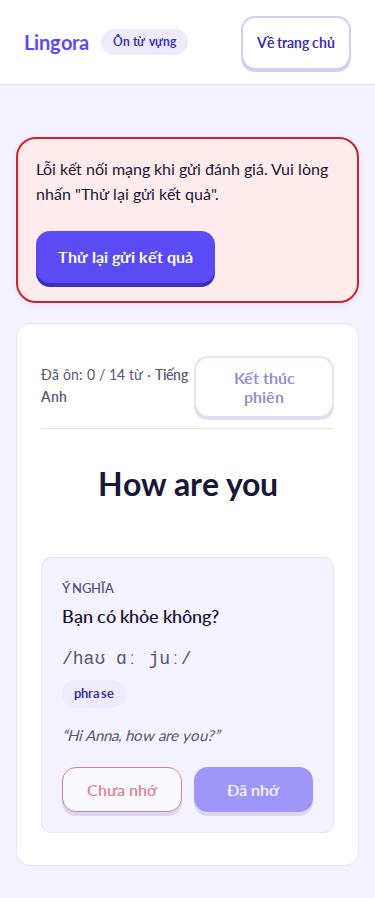 Lingora
Ôn từ vựng
Về trang chủ
Lỗi kết nối mạng khi gửi đánh giá. Vui lòng
nhấn "Thử lại gửi kết quả".
Thử lại gửi kết quả
Đã ôn: 0 / 14 từ · Tiếng
Anh
Kết thúc
phiên
How are you
Ý NGHĨA
Bạn có khỏe không?
/haʊ ɑː juː/
phrase
“Hi Anna, how are you?”
Chưa nhớ
Đã nhớ